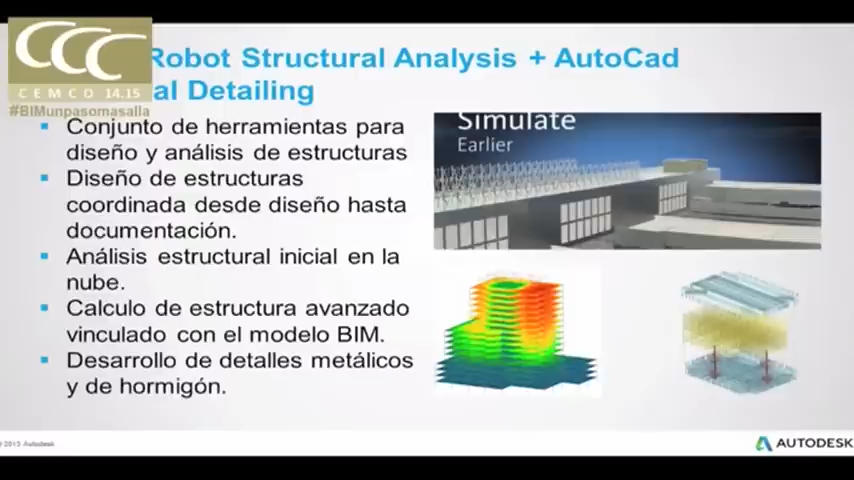 CCC
CEMCO 14.15
#BIMunpasomasalla
Robot Structural Analysis + AutoCad
al Detailing
Conjunto de herramientas para
diseño y análisis de estructuras
Diseño de estructuras
coordinada desde diseño hasta
documentación.
Análisis estructural inicial en la
nube.
Calculo de estructura avanzado
vinculado con el modelo BIM.
Desarrollo de detalles metálicos
y de hormigón.
Simulate
Earlier
Autodesk
AUTODESK